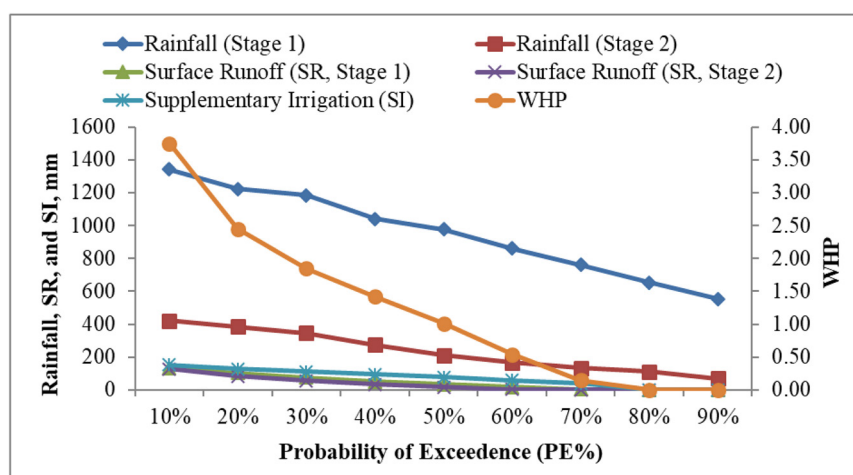 Rainfall (Stage 1) Rainfall (Stage 2)
Surface Runoff (SR, Stage 1) Surface Runoff (SR, Stage 2)
Supplementary Irrigation (SI) WHP
1600 4.00
1400 3.50
1200 3.00
1000 2.50
800 2.00
600 1.50
400 1.00
200 0.50
0 0.00
Rainfall, SR, and SI, mm
WHP
10% 20% 30% 40% 50% 60% 70% 80% 90%
Probability of Exceedence (PE%)